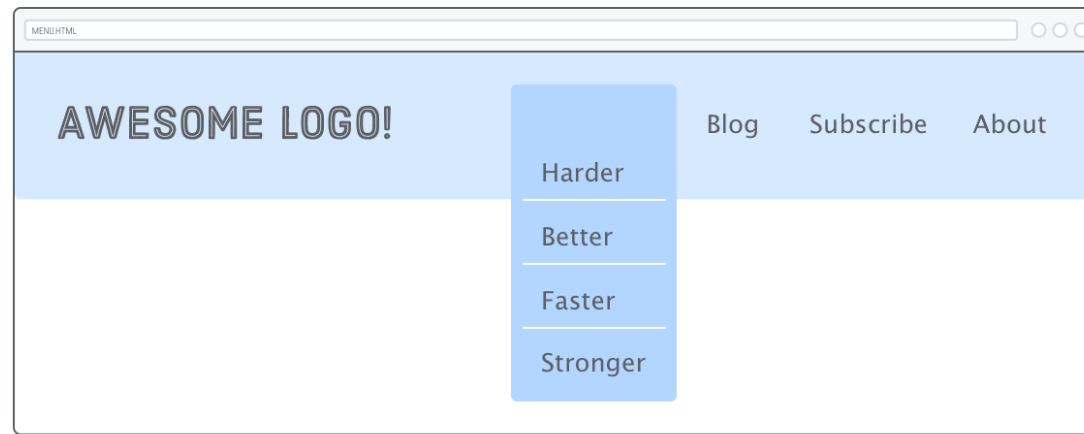 MENU.HTML
AWESOME LOGO!
Blog Subscribe About
Harder
Better
Faster
Stronger